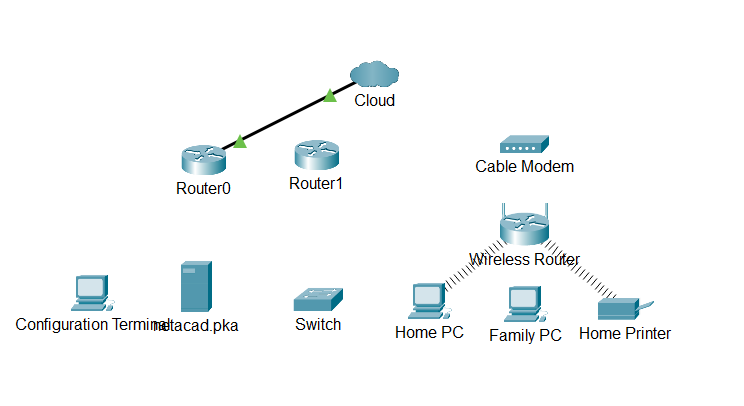 Cloud
Cable Modem
Router0
Router1
Wireless Router
Configuration Terminal
netacad.pka
Switch
Home PC
Family PC
Home Printer